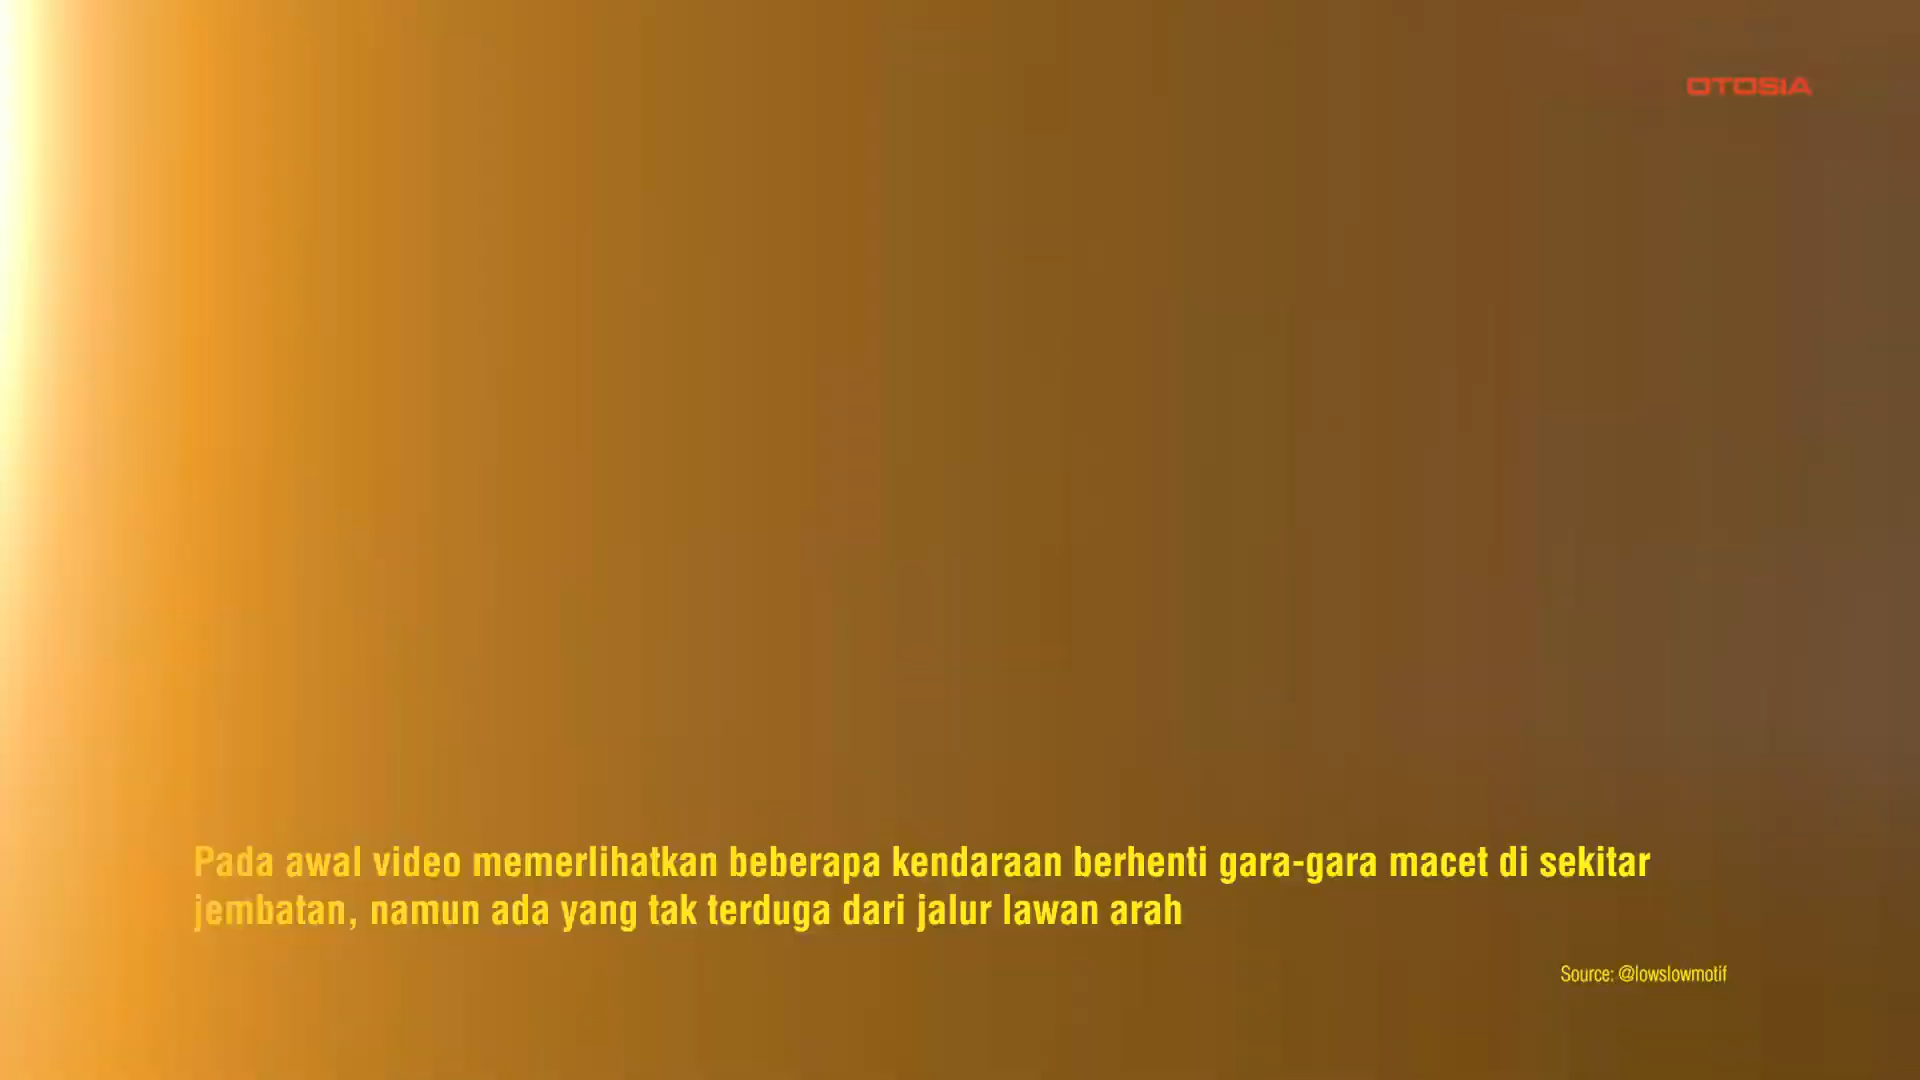 OTOSIA
Pada awal video memerlihatkan beberapa kendaraan berhenti gara-gara macet di sekitar
jembatan, namun ada yang tak terduga dari jalur lawan arah
Source: @lowslowmotif